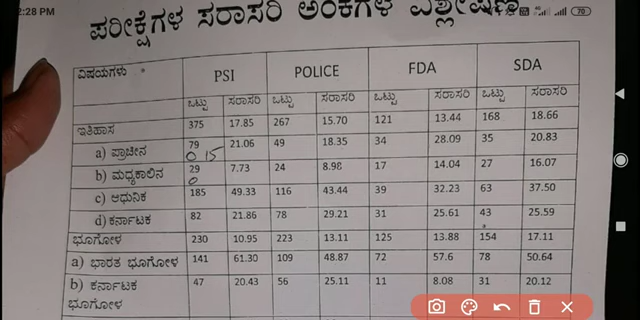 2:28 PM 70
ಪರೀಕ್ಷೆಗಳ ಸರಾಸರಿ ಅಂಕಗಳ ವಿಶ್ಲೇಷಣೆ
ವಿಷಯಗಳು PSI POLICE FDA SDA
ಒಟ್ಟು ಸರಾಸರಿ ಒಟ್ಟು ಸರಾಸರಿ ಒಟ್ಟು ಸರಾಸರಿ ಒಟ್ಟು ಸರಾಸರಿ
ಇತಿಹಾಸ 375 17.85 267 15.70 121 13.44 168 18.66
a) ಪ್ರಾಚೀನ 79 21.06 49 18.35 34 28.09 35 20.83
0 15
b) ಮಧ್ಯಕಾಲಿನ 29 7.73 24 8.98 17 14.04 27 16.07
0
c) ಆಧುನಿಕ 185 49.33 116 43.44 39 32.23 63 37.50
d) ಕರ್ನಾಟಕ 82 21.86 78 29.21 31 25.61 43 25.59
ಭೂಗೋಳ 230 10.95 223 13.11 125 13.88 154 17.11
a) ಭಾರತ ಭೂಗೋಳ 141 61.30 109 48.87 72 57.6 78 50.64
b) ಕರ್ನಾಟಕ 47 20.43 56 25.11 11 8.08 31 20.12
ಭೂಗೋಳ